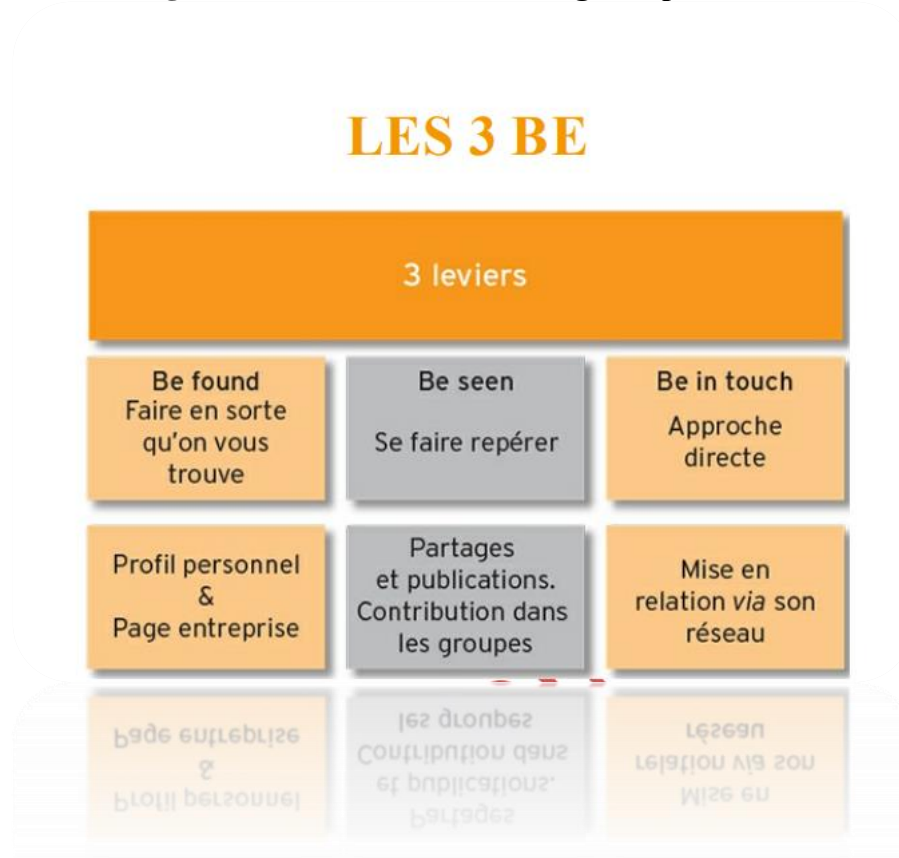 LES 3 BE
3 leviers
Be found
Faire en sorte
qu'on vous
trouve
Be seen
Se faire repérer
Be in touch
Approche
directe
Profil personnel
&
Page entreprise
Partages
et publications.
Contribution dans
les groupes
Mise en
relation via son
réseau